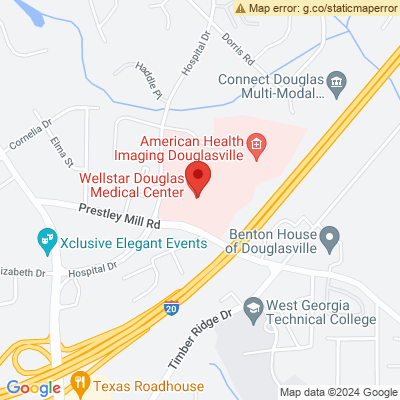 Map error: g.co/staticmaperror
Hospital Dr
Dorris Rd
Haddle Pl
Connect Douglas
Multi-Modal...
Cornelia Dr
Elma St
American Health
Imaging Douglasville
Wellstar Douglas
Medical Center
Prestley Mill Rd
Xclusive Elegant Events
Benton House
of Douglasville
izabeth Dr
Hospital Dr
20
West Georgia
Technical College
Timber Ridge Dr
Texas Roadhouse
Google
Map data ©2024 Google